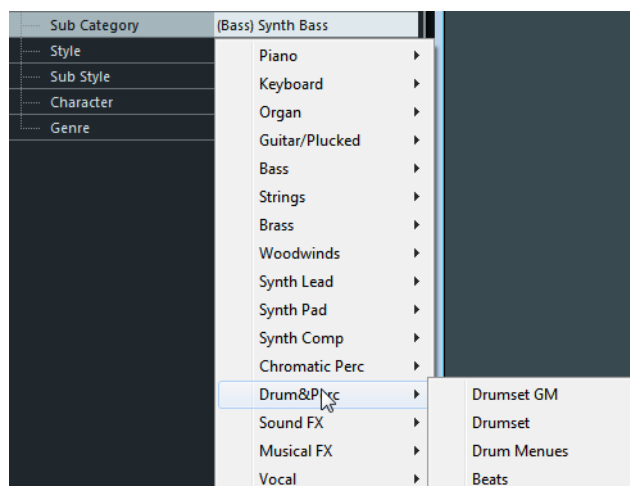 Sub Category (Bass) Synth Bass
Style
Sub Style
Character
Genre
Piano
Keyboard
Organ
Guitar/Plucked
Bass
Strings
Brass
Woodwinds
Synth Lead
Synth Pad
Synth Comp
Chromatic Perc
Drum&Perc
Sound FX
Musical FX
Vocal
Drumset GM
Drumset
Drum Menues
Beats